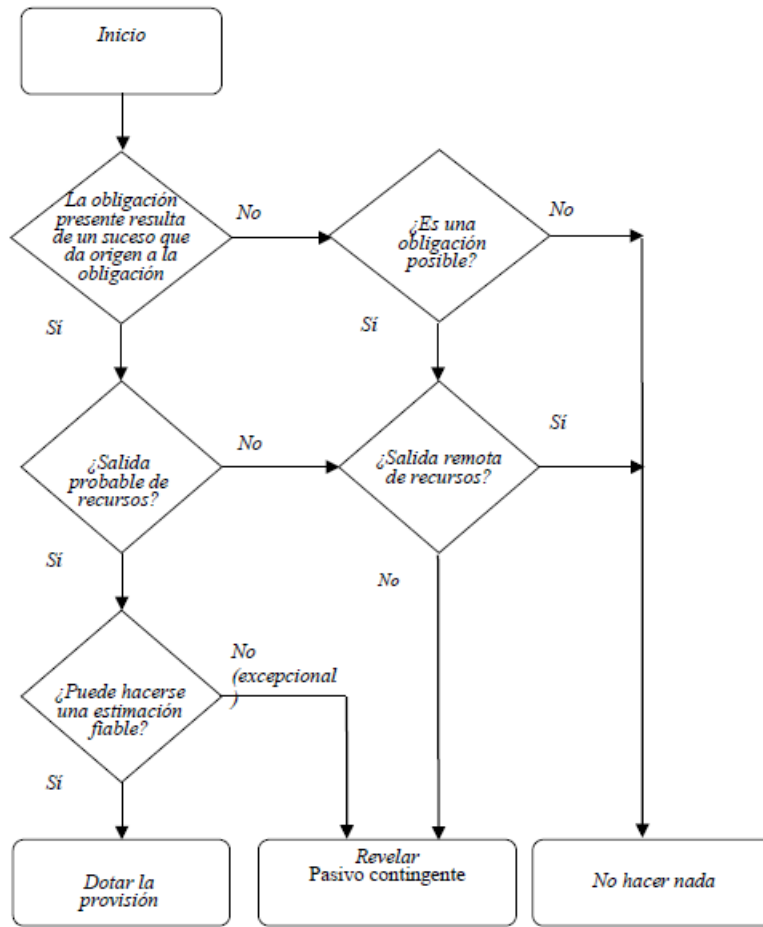 Inicio
La obligación
presente resulta
de un suceso que
da origen a la
obligación
No
¿Es una
obligación
posible?
No
Sí
Sí
¿Salida
probable de
recursos?
No
¿Salida remota
de recursos?
Sí
Sí
No
¿Puede hacerse
una estimación
fiable?
No
(excepcional
)
Sí
Dotar la
provisión
Revelar
Pasivo contingente
No hacer nada